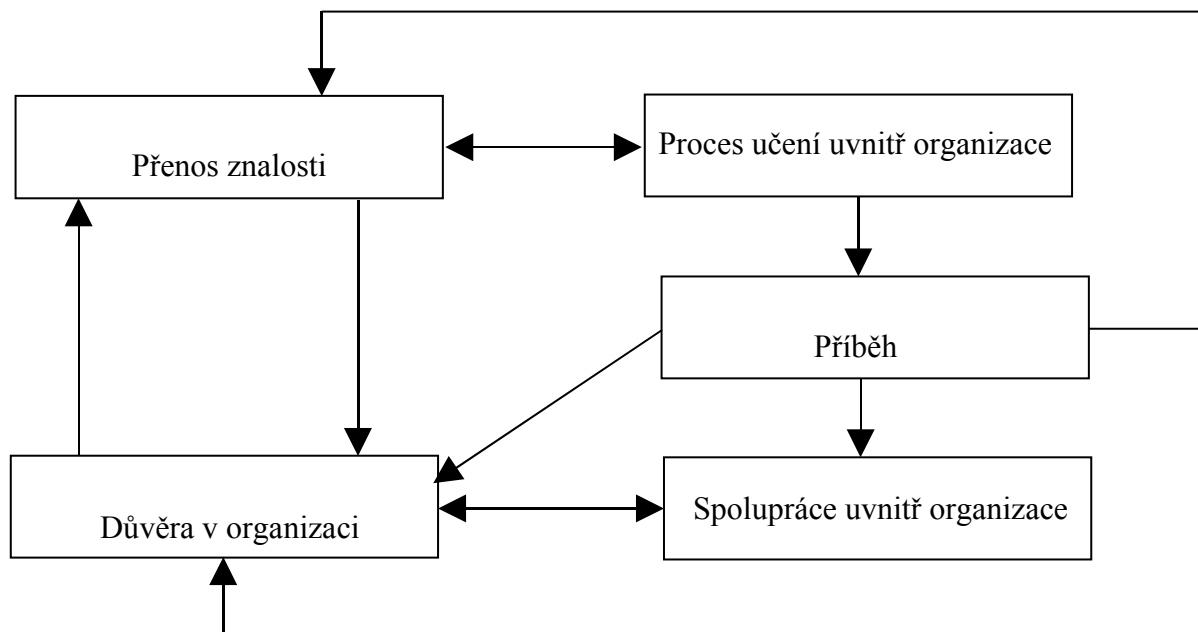 Přenos znalosti
Proces učení uvnitř organizace
Příběh
Důvěra v organizaci
Spolupráce uvnitř organizace